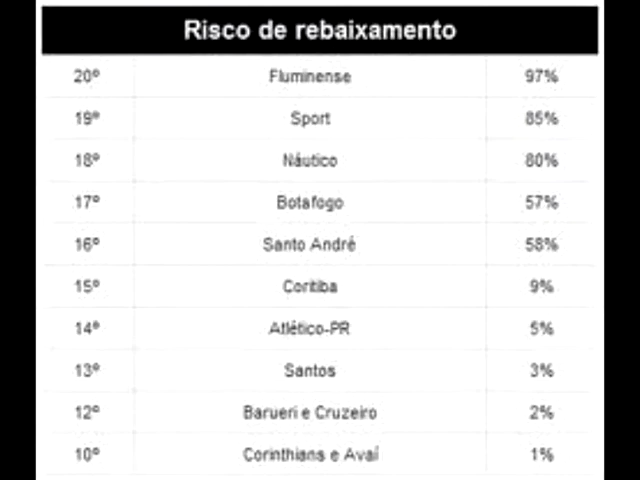 Risco de rebaixamento
20º Fluminense 97%
19º Sport 85%
18º Náutico 80%
17º Botafogo 57%
16º Santo André 58%
15º Coritiba 9%
14º Atlético-PR 5%
13º Santos 3%
12º Barueri e Cruzeiro 2%
10º Corinthians e Avaí 1%